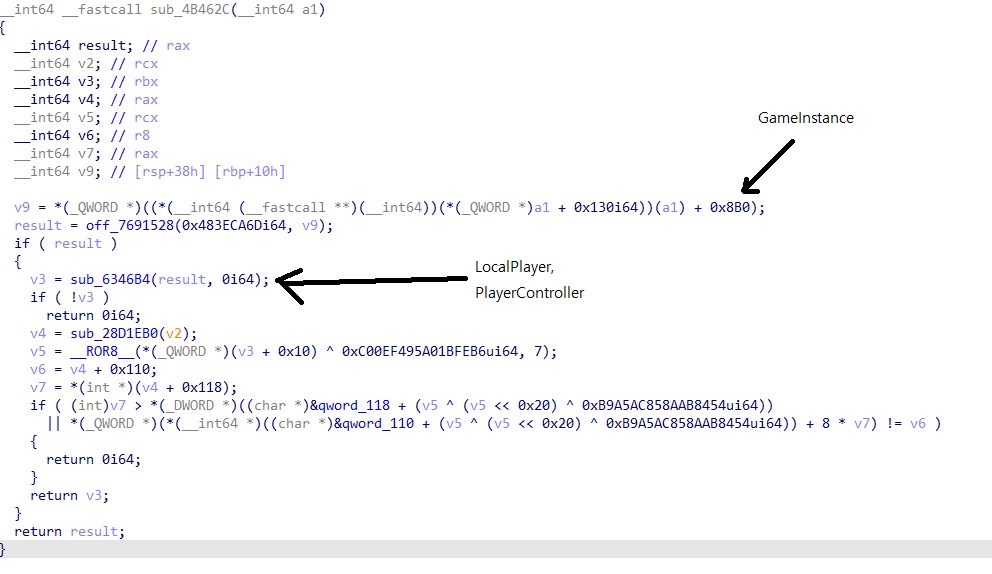 __int64 __fastcall sub_4B462C(__int64 a1)
{
  __int64 result; // rax
  __int64 v2; // rcx
  __int64 v3; // rbx
  __int64 v4; // rax
  __int64 v5; // rcx
  __int64 v6; // r8
  __int64 v7; // rax
  __int64 v9; // [rsp+38h] [rbp+10h]
GameInstance
  v9 = *(_QWORD *)((*(__int64 (__fastcall **)(__int64))(*(_QWORD *)a1 + 0x130i64))(a1) + 0x8B0);
  result = off_7691528(0x483ECA6Di64, v9);
  if ( result )
  {
    v3 = sub_6346B4(result, 0i64);
LocalPlayer,
PlayerController
    if ( !v3 )
      return 0i64;
    v4 = sub_28D1EB0(v2);
    v5 = __ROR8__(*(_QWORD *)(v3 + 0x10) ^ 0xC00EF495A01BFEB6ui64, 7);
    v6 = v4 + 0x110;
    v7 = *(int *)(v4 + 0x118);
    if ( (int)v7 > *(_DWORD *)((char *)&qword_118 + (v5 ^ (v5 << 0x20) ^ 0xB9A5AC858AAB8454ui64))
      || *(_QWORD *)(*(__int64 *)((char *)&qword_110 + (v5 ^ (v5 << 0x20) ^ 0xB9A5AC858AAB8454ui64)) + 8 * v7) != v6 )
    {
      return 0i64;
    }
    return v3;
  }
  return result;
}